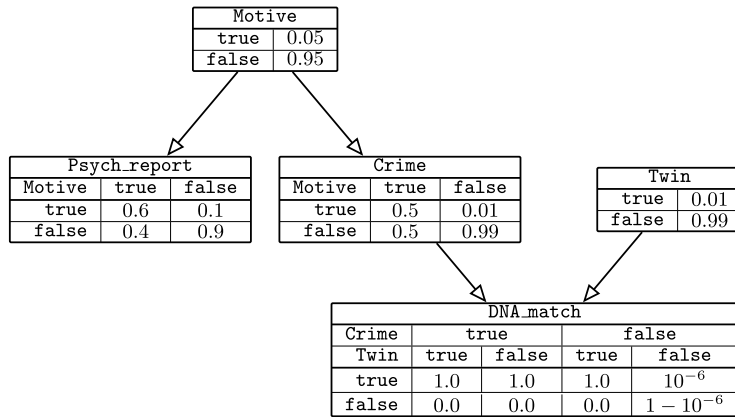 Motive
true 0.05
false 0.95
Psych_report
Motive true false
true 0.6 0.1
false 0.4 0.9
Crime
Motive true false
true 0.5 0.01
false 0.5 0.99
Twin
true 0.01
false 0.99
DNA_match
Crime true false
Twin true false true false
true 1.0 1.0 1.0 10⁻⁶
false 0.0 0.0 0.0 1 − 10⁻⁶